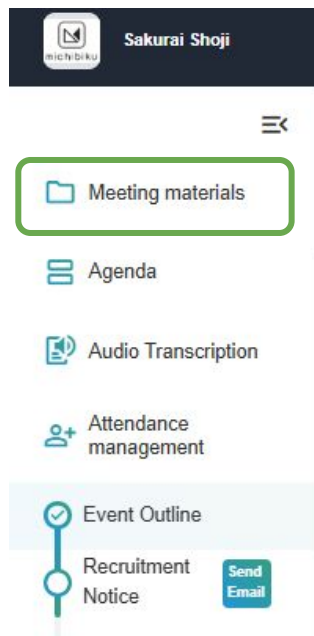 michibiku
Sakurai Shoji
Meeting materials
Agenda
Audio Transcription
Attendance
management
Event Outline
Recruitment
Notice
Send
Email